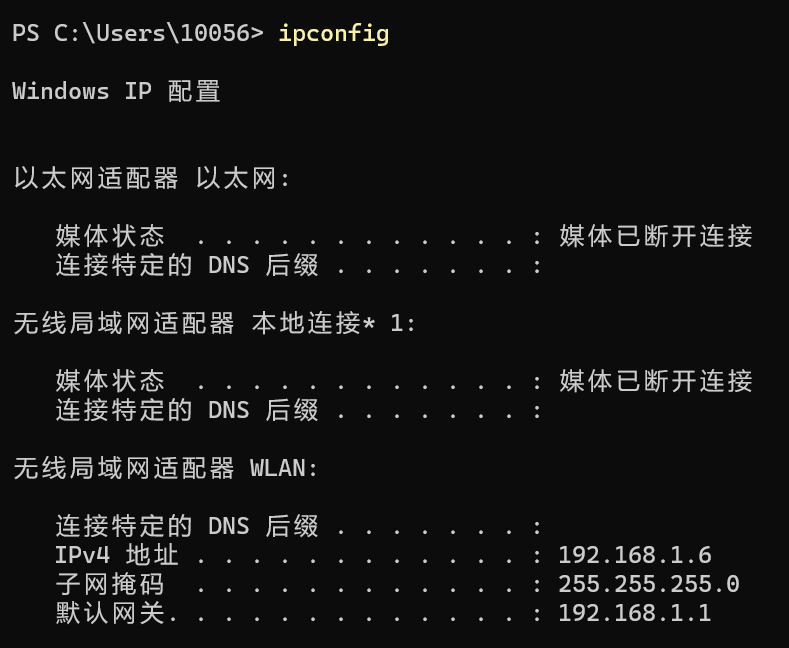 PS C:\Users\10056> ipconfig
Windows IP 配置
以太网适配器 以太网:
媒体状态  . . . . . . . . . . . . : 媒体已断开连接
连接特定的 DNS 后缀 . . . . . . . :
无线局域网适配器 本地连接* 1:
媒体状态  . . . . . . . . . . . . : 媒体已断开连接
连接特定的 DNS 后缀 . . . . . . . :
无线局域网适配器 WLAN:
连接特定的 DNS 后缀 . . . . . . . :
IPv4 地址 . . . . . . . . . . . . : 192.168.1.6
子网掩码  . . . . . . . . . . . . : 255.255.255.0
默认网关. . . . . . . . . . . . . : 192.168.1.1